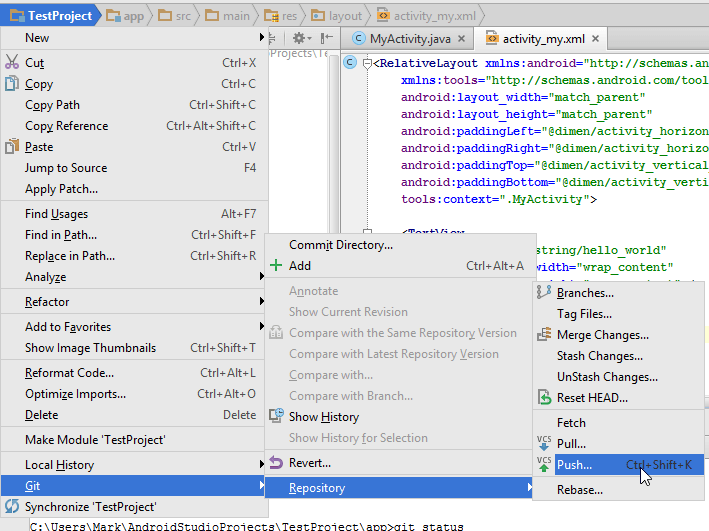 TestProject app src main res layout activity_my.xml
MyActivity.java activity_my.xml
New
Cut Ctrl+X
Copy Ctrl+C
Copy Path Ctrl+Shift+C
Copy Reference Ctrl+Alt+Shift+C
Paste Ctrl+V
Jump to Source F4
Apply Patch...
Find Usages Alt+F7
Find in Path... Ctrl+Shift+F
Replace in Path... Ctrl+Shift+R
Analyze
Refactor
Add to Favorites
Show Image Thumbnails Ctrl+Shift+T
Reformat Code... Ctrl+Alt+L
Optimize Imports... Ctrl+Alt+O
Delete Delete
Make Module 'TestProject'
Local History
Git
Synchronize 'TestProject'
Projects\Te
<RelativeLayout xmlns:android="http://schemas.an
xmlns:tools="http://schemas.android.com/tool
android:layout_width="match_parent"
android:layout_height="match_parent"
android:paddingLeft="@dimen/activity_horizon
android:paddingRight="@dimen/activity_horizo
android:paddingTop="@dimen/activity_vertical
android:paddingBottom="@dimen/activity_verti
tools:context=".MyActivity">
<TextView
string/hello_world"
width="wrap_content"
Commit Directory...
Add Ctrl+Alt+A
Annotate
Show Current Revision
Compare with the Same Repository Version
Compare with Latest Repository Version
Compare with...
Compare with Branch...
Show History
Show History for Selection
Revert...
Repository
Branches...
Tag Files...
Merge Changes...
Stash Changes...
UnStash Changes...
Reset HEAD...
Fetch
VCS Pull...
VCS Push... Ctrl+Shift+K
Rebase...
C:\Users\Mark\AndroidStudioProjects\TestProject\app>git status